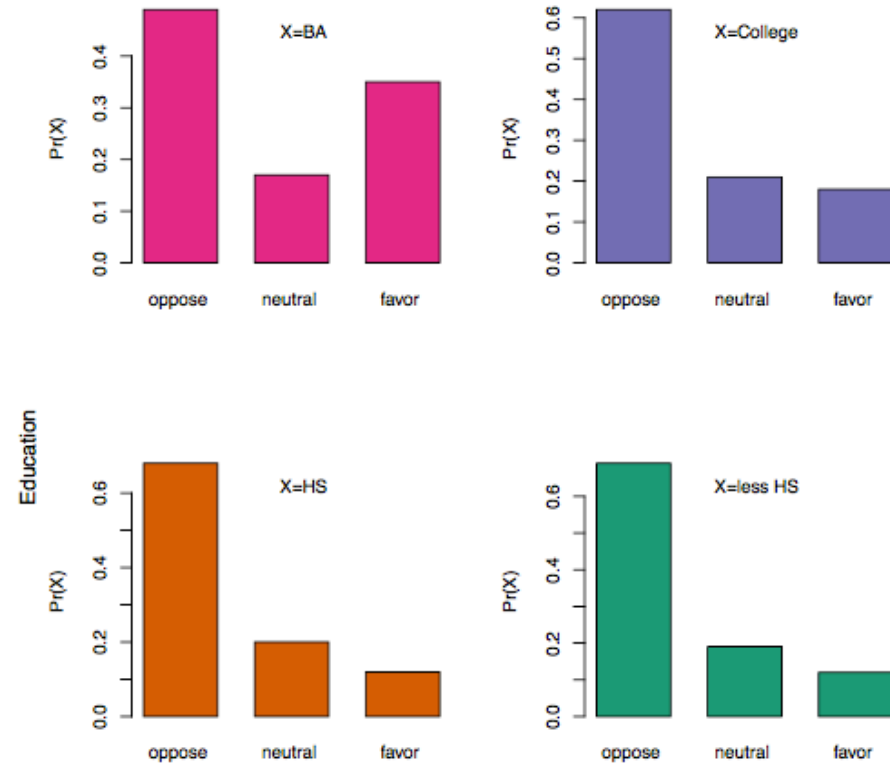 X=BA
Pr(X)
0.4
0.3
0.2
0.1
0.0
oppose neutral favor
X=College
Pr(X)
0.6
0.5
0.4
0.3
0.2
0.1
0.0
oppose neutral favor
Education
X=HS
Pr(X)
0.6
0.4
0.2
0.0
oppose neutral favor
X=less HS
Pr(X)
0.6
0.4
0.2
0.0
oppose neutral favor